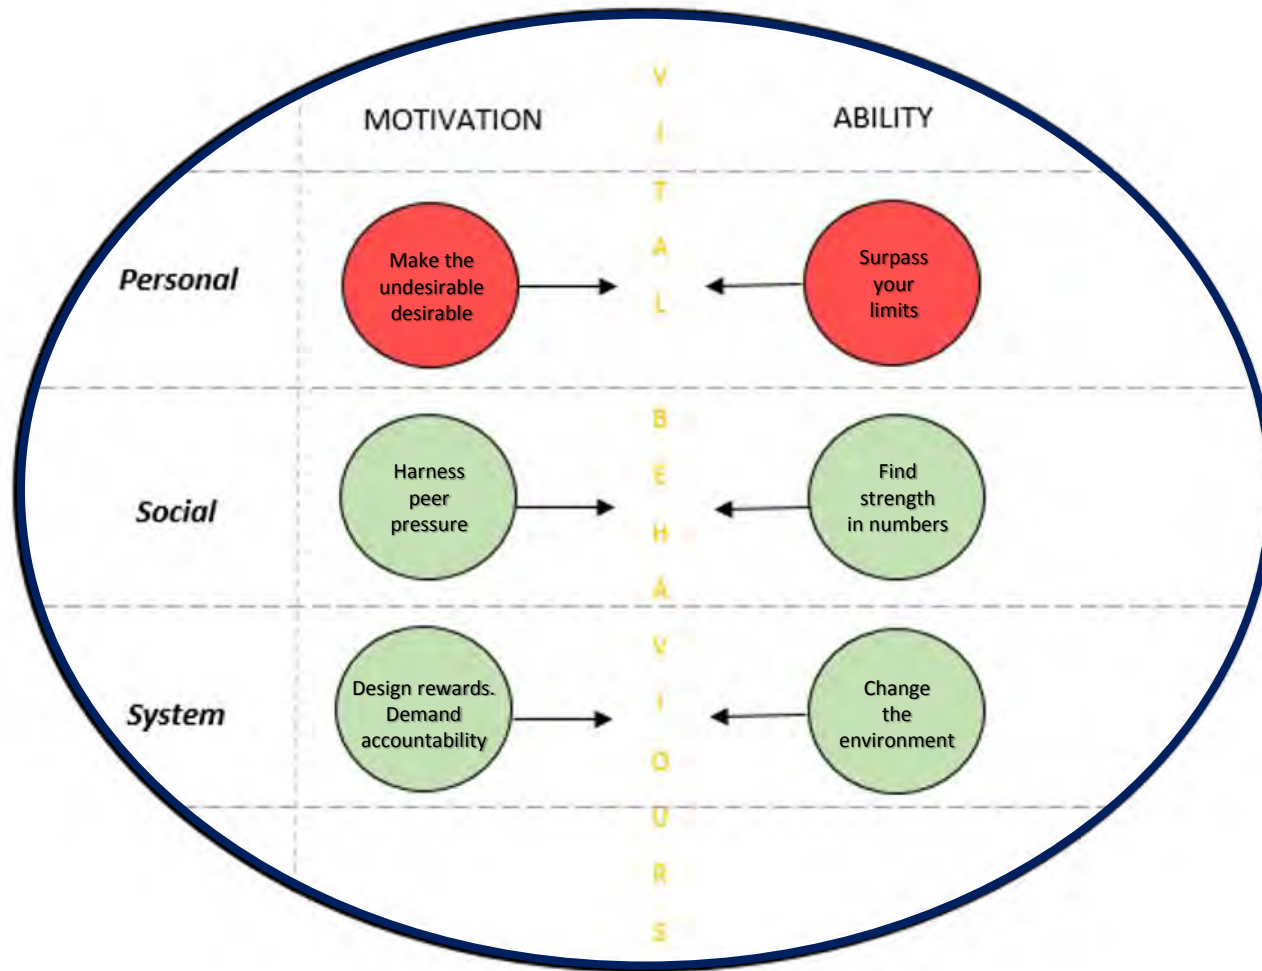 MOTIVATION
ABILITY
Personal
Make the
undesirable
desirable
Surpass
your
limits
Social
Harness
peer
pressure
Find
strength
in numbers
System
Design rewards.
Demand
accountability
Change
the
environment
V
I
T
A
L
B
E
H
A
V
I
O
U
R
S